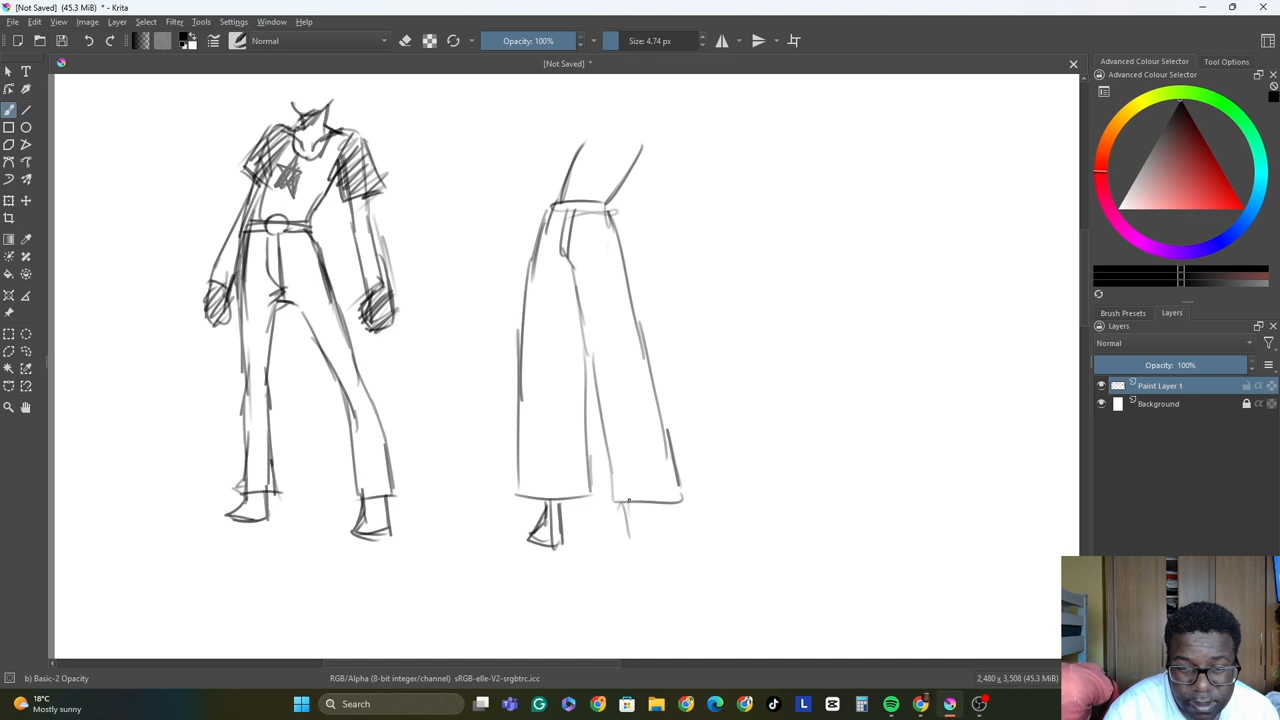 [Not Saved] (45.3 MiB) * - Krita
File Edit View Image Layer Select Filter Tools Settings Window Help
Normal Opacity: 100% Size: 4.74 px
[Not Saved] *
Advanced Colour Selector Tool Options
Advanced Colour Selector
Brush Presets Layers
Layers
Normal
Opacity: 100%
Paint Layer 1
Background
b) Basic-2 Opacity RGB/Alpha (8-bit integer/channel) sRGB-elle-V2-srgbtrc.icc 2,480 x 3,508 (45.3 MiB)
18°C
Mostly sunny
Search